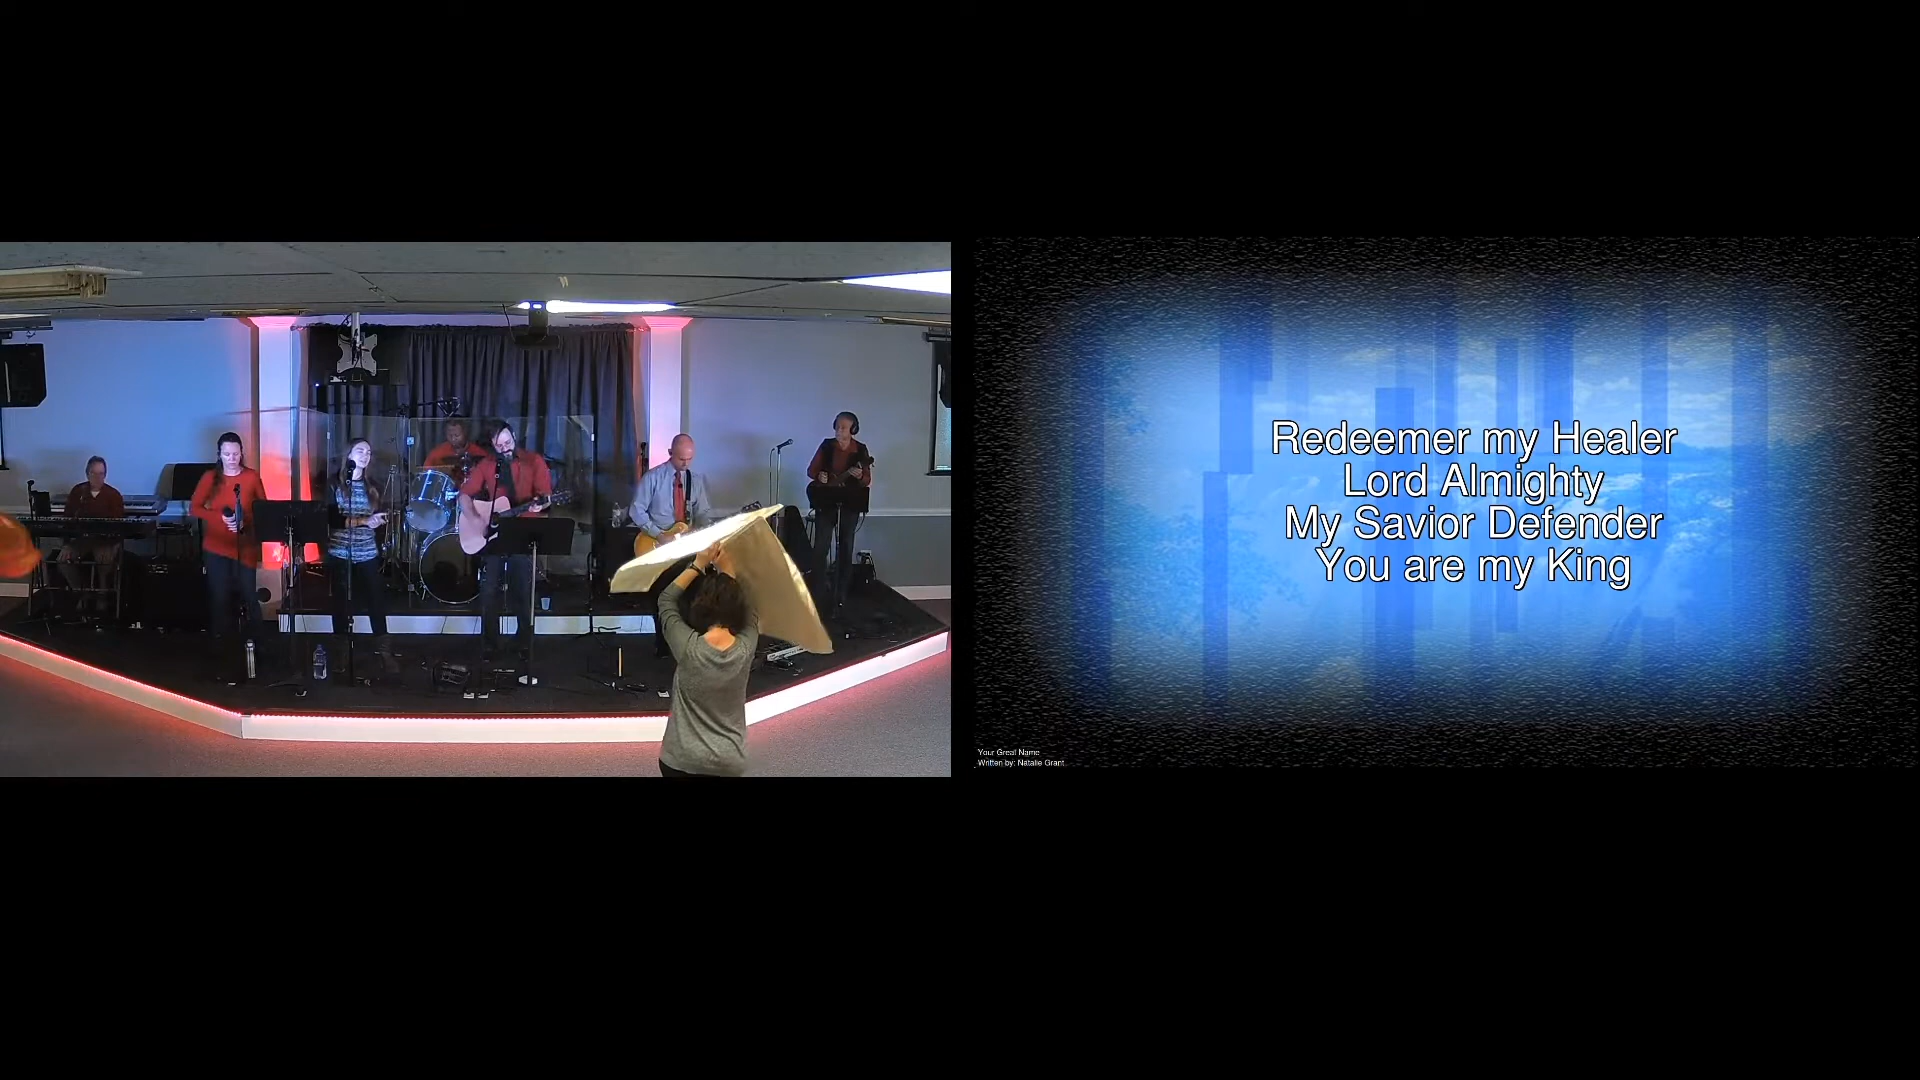 Redeemer my Healer
Lord Almighty
My Savior Defender
You are my King
Your Great Name
Written by: Natalie Grant